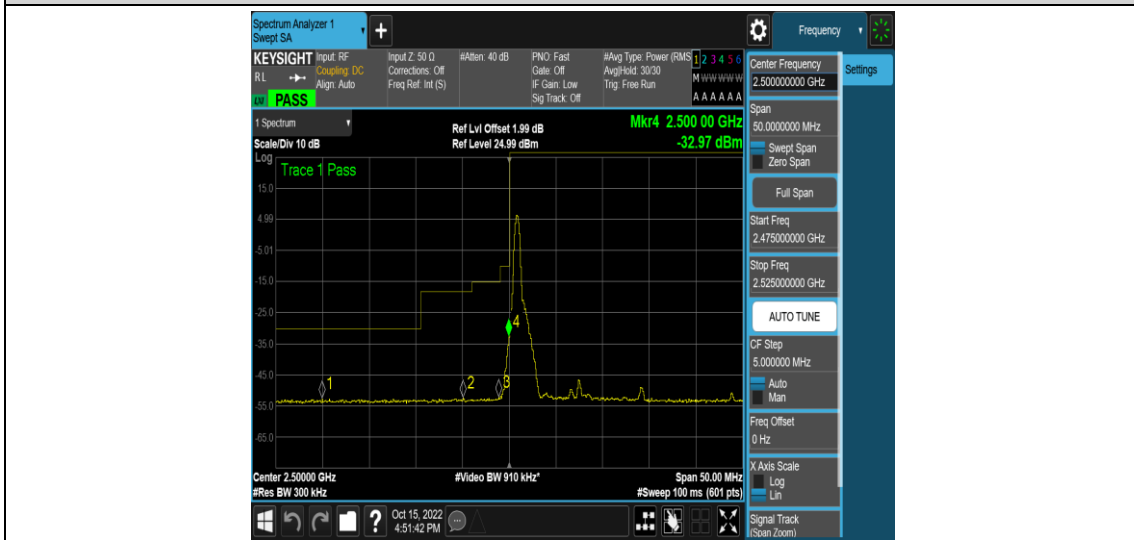 Spectrum Analyzer 1
Swept SA
Frequency
KEYSIGHT
RL
LXI PASS
Input: RF
Coupling: DC
Align: Auto
Input Z: 50 Ω
Corrections: Off
Freq Ref: Int (S)
#Atten: 40 dB
PNO: Fast
Gate: Off
IF Gain: Low
Sig Track: Off
#Avg Type: Power (RMS
Avg|Hold: 30/30
Trig: Free Run
1 2 3 4 5 6
M W W W W W
A A A A A A
1 Spectrum
Scale/Div 10 dB
Ref Lvl Offset 1.99 dB
Ref Level 24.99 dBm
Mkr4 2.500 00 GHz
-32.97 dBm
Log
Trace 1 Pass
15.0
4.99
-5.01
-15.0
-25.0
-35.0
-45.0
-55.0
-65.0
1
2
3
4
Center 2.50000 GHz
#Res BW 300 kHz
#Video BW 910 kHz*
Span 50.00 MHz
#Sweep 100 ms (601 pts)
Center Frequency
2.500000000 GHz
Settings
Span
50.0000000 MHz
Swept Span
Zero Span
Full Span
Start Freq
2.475000000 GHz
Stop Freq
2.525000000 GHz
AUTO TUNE
CF Step
5.000000 MHz
Auto
Man
Freq Offset
0 Hz
X Axis Scale
Log
Lin
Signal Track
(Span Zoom)
?
Oct 15, 2022
4:51:42 PM